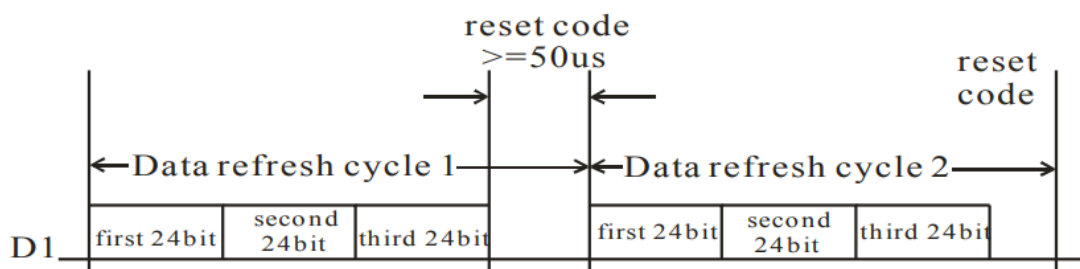 reset code
>=50us
reset
code
Data refresh cycle 1
Data refresh cycle 2
D1
first 24bit
second
24bit
third 24bit
first 24bit
second
24bit
third 24bit